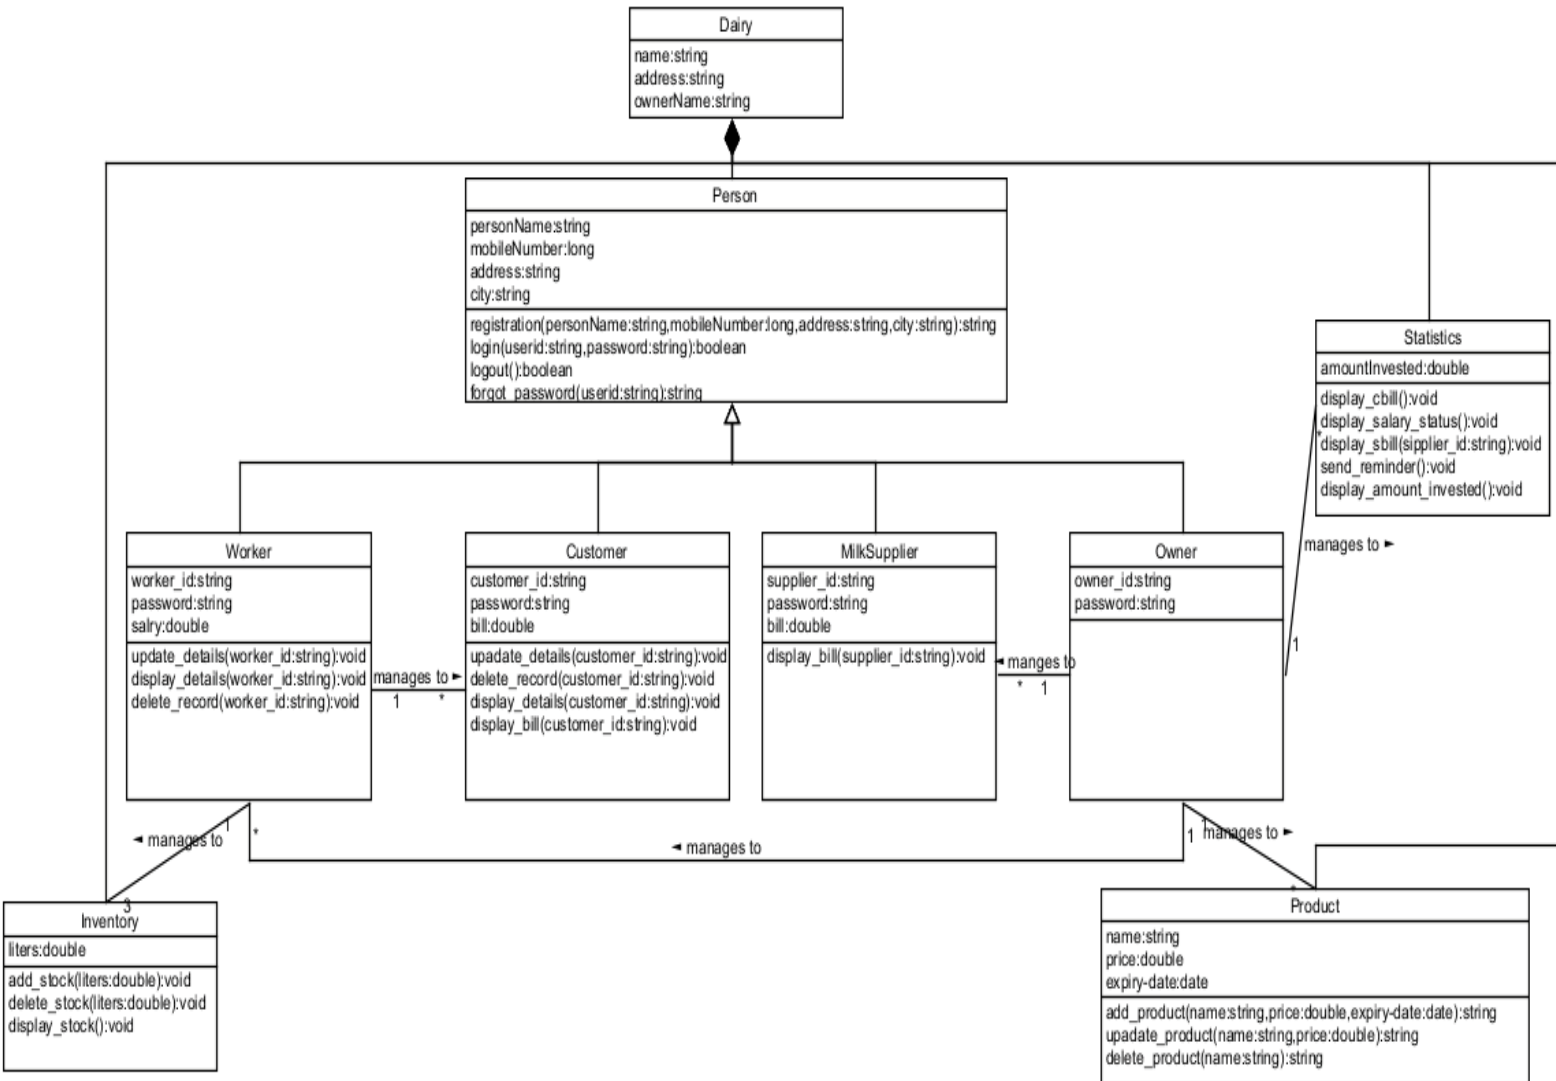 Dairy
name:string
address:string
ownerName:string
Person
personName:string
mobileNumber:long
address:string
city:string
registration(personName:string,mobileNumber:long,address:string,city:string):string
login(userid:string,password:string):boolean
logout():boolean
forgot_password(userid:string):string
Statistics
amountInvested:double
display_cbill():void
display_salary_status():void
display_sbill(sipplier_id:string):void
send_reminder():void
display_amount_invested():void
*
manages to ►
1
Worker
worker_id:string
password:string
salry:double
update_details(worker_id:string):void
display_details(worker_id:string):void
delete_record(worker_id:string):void
manages to ►
1 *
Customer
customer_id:string
password:string
bill:double
upadate_details(customer_id:string):void
delete_record(customer_id:string):void
display_details(customer_id:string):void
display_bill(customer_id:string):void
MilkSupplier
supplier_id:string
password:string
bill:double
display_bill(supplier_id:string):void
◄ manges to
* 1
Owner
owner_id:string
password:string
◄ manages to
1
*
◄ manages to
1
1
manages to ►
3
*
Inventory
liters:double
add_stock(liters:double):void
delete_stock(liters:double):void
display_stock():void
Product
name:string
price:double
expiry-date:date
add_product(name:string,price:double,expiry-date:date):string
upadate_product(name:string,price:double):string
delete_product(name:string):string